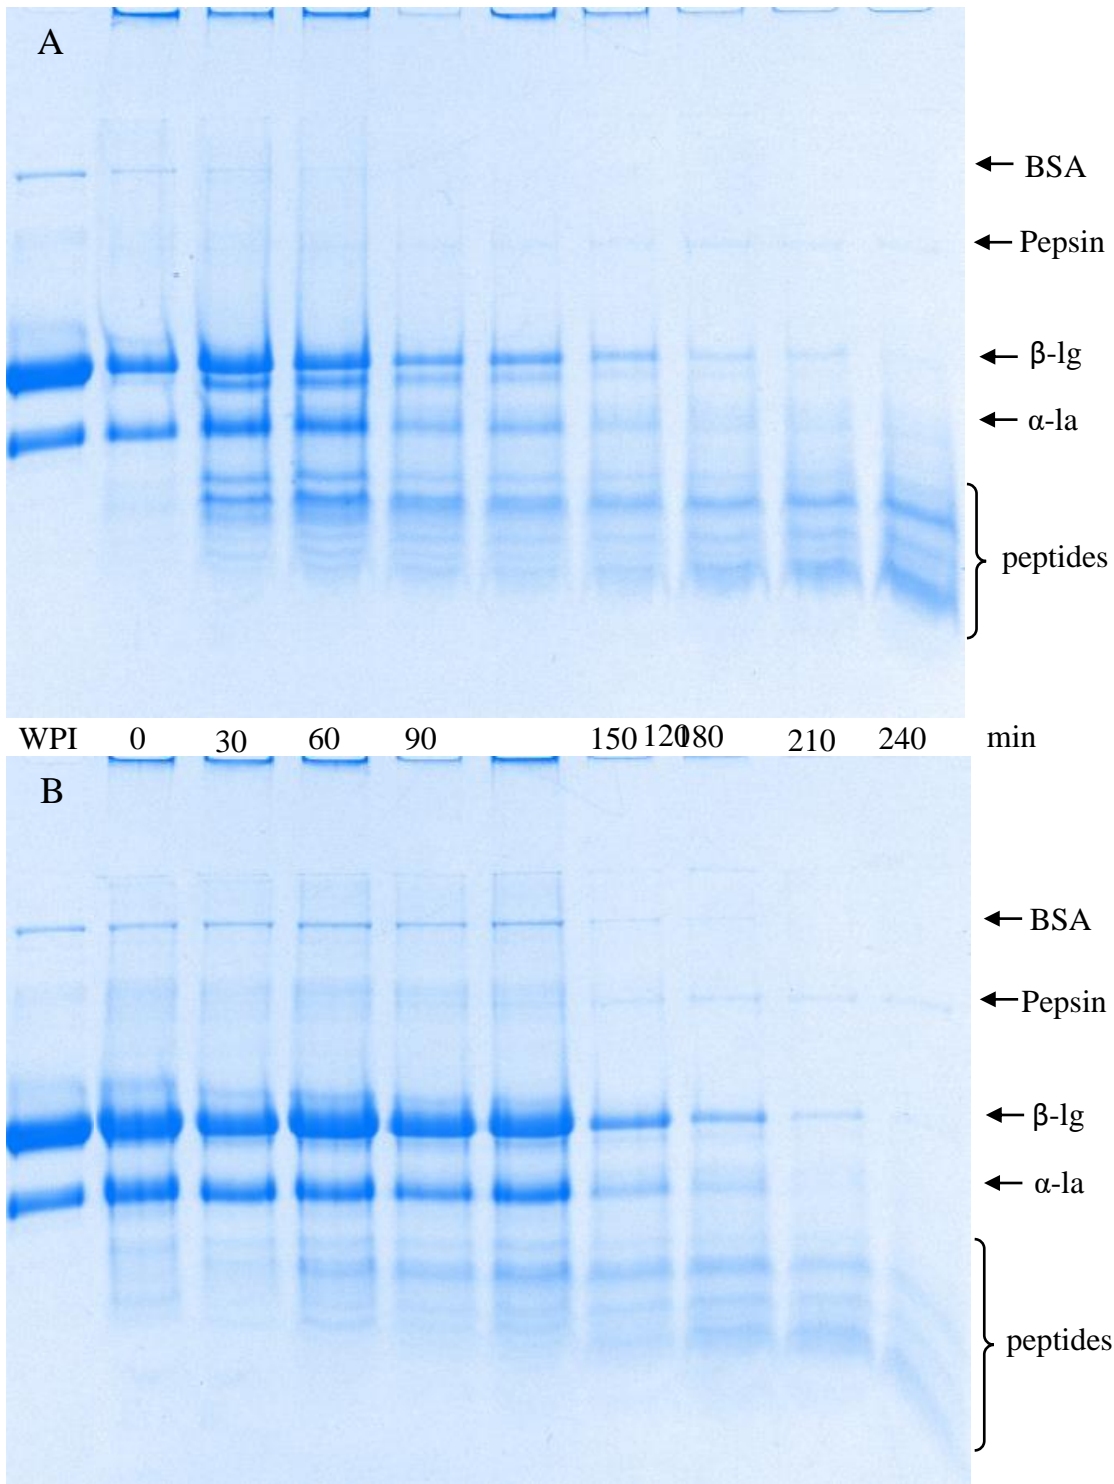 A
BSA
Pepsin
β-lg
α-la
peptides
WPI 0 30 60 90 150 120 180 210 240 min
B
BSA
Pepsin
β-lg
α-la
peptides